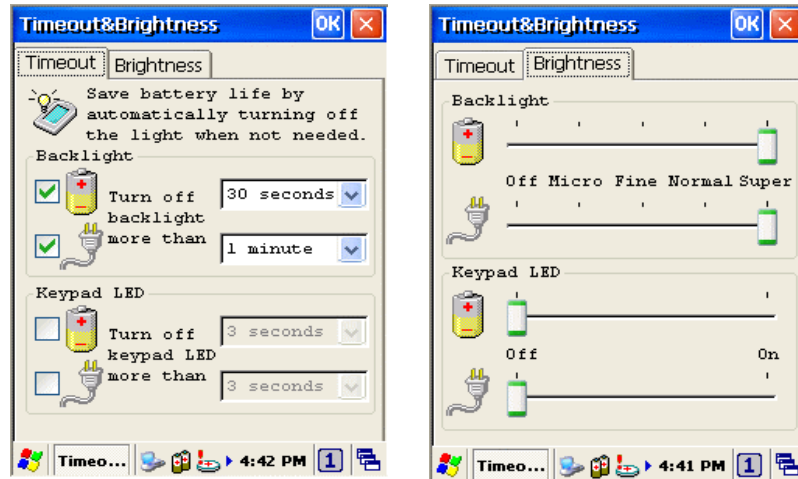 Timeout&Brightness OK
Timeout Brightness
Save battery life by
automatically turning off
the light when not needed.
Backlight
Turn off 30 seconds
backlight
more than 1 minute
Keypad LED
Turn off 3 seconds
keypad LED
more than 3 seconds
Timeo... 4:42 PM 1
Timeout&Brightness OK
Timeout Brightness
Backlight
Off Micro Fine Normal Super
Keypad LED
Off On
Timeo... 4:41 PM 1